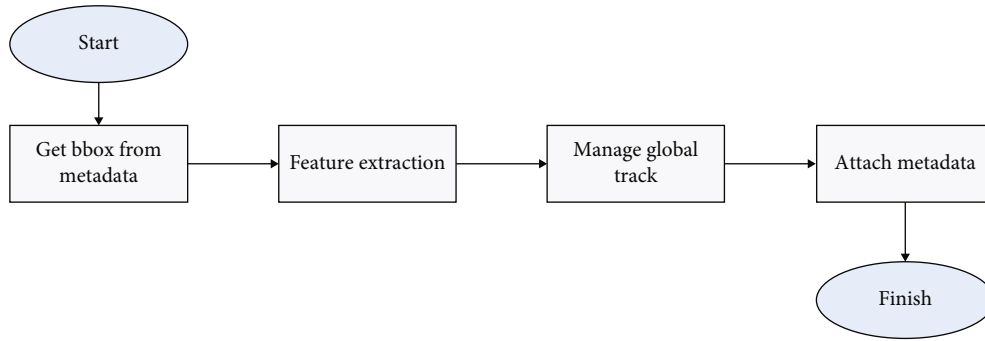 Start
Get bbox from
metadata
Feature extraction
Manage global
track
Attach metadata
Finish